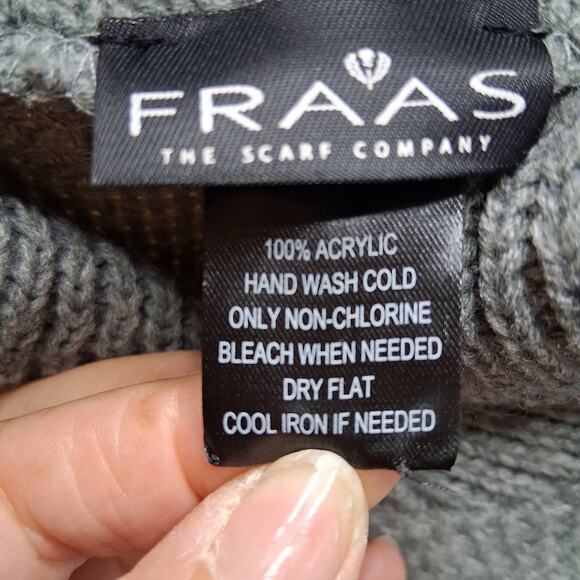 FRAAS
THE SCARF COMPANY
100% ACRYLIC
HAND WASH COLD
ONLY NON-CHLORINE
BLEACH WHEN NEEDED
DRY FLAT
COOL IRON IF NEEDED